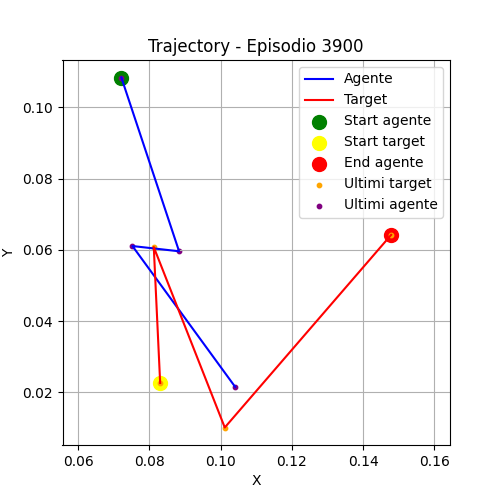 Trajectory - Episodio 3900
Agente
Target
Start agente
Start target
End agente
Ultimi target
Ultimi agente
0.10
0.08
0.06
0.04
0.02
Y
0.06
0.08
0.10
0.12
0.14
0.16
X